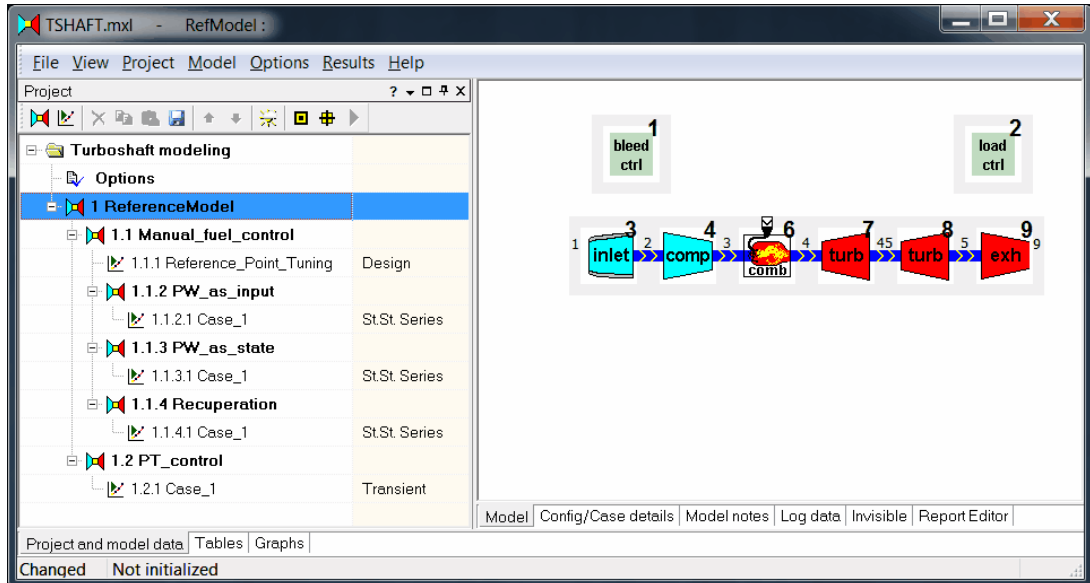 TSHAFT.mxl - RefModel :
File View Project Model Options Results Help
Project
Turboshaft modeling
Options
1 ReferenceModel
1.1 Manual_fuel_control
1.1.1 Reference_Point_Tuning Design
1.1.2 PW_as_input
1.1.2.1 Case_1 St.St. Series
1.1.3 PW_as_state
1.1.3.1 Case_1 St.St. Series
1.1.4 Recuperation
1.1.4.1 Case_1 St.St. Series
1.2 PT_control
1.2.1 Case_1 Transient
1 2
bleed load
ctrl ctrl
3 4 6 7 8 9
1 2 3 4 45 5 9
inlet comp comb turb turb exh
Model Config/Case details Model notes Log data Invisible Report Editor
Project and model data Tables Graphs
Changed Not initialized